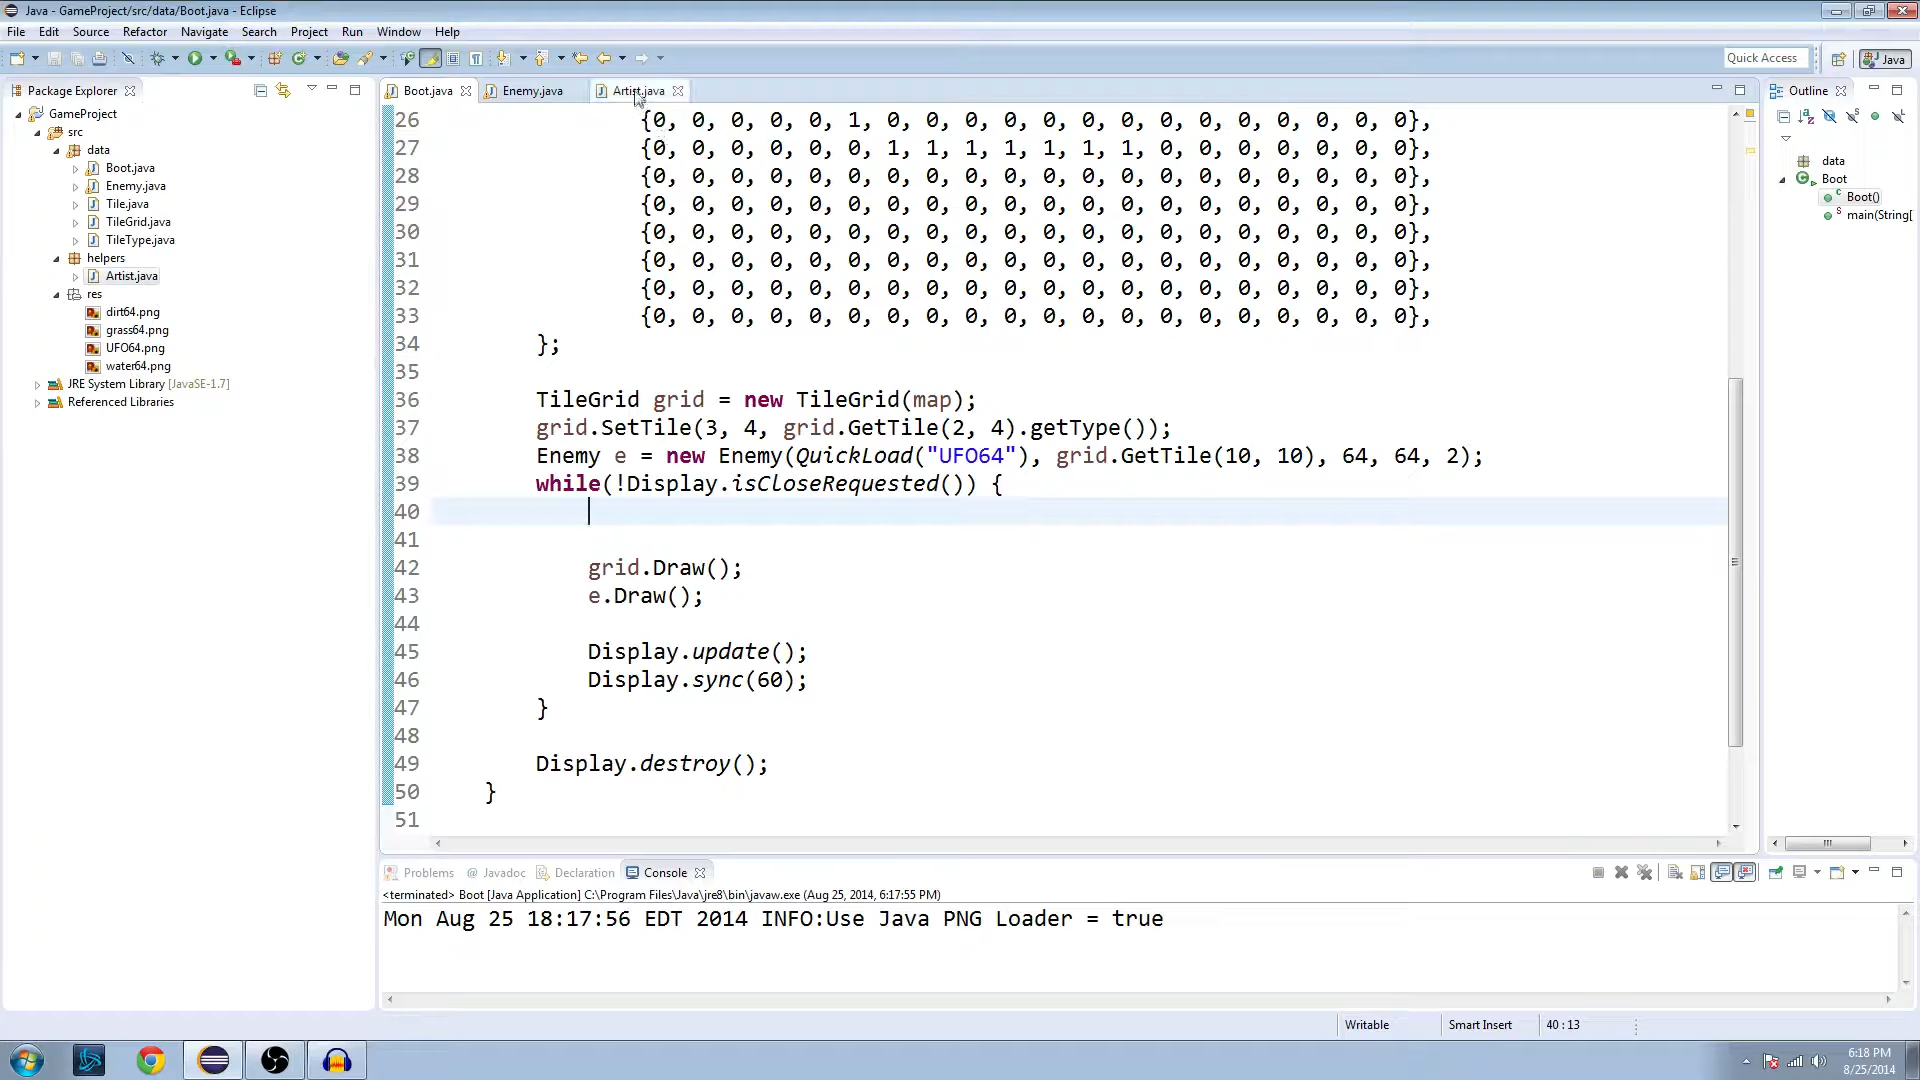 Java - GameProject/src/data/Boot.java - Eclipse
File Edit Source Refactor Navigate Search Project Run Window Help
Quick Access
Java
Package Explorer
GameProject
src
data
Boot.java
Enemy.java
Tile.java
TileGrid.java
TileType.java
helpers
Artist.java
res
dirt64.png
grass64.png
UFO64.png
water64.png
JRE System Library [JavaSE-1.7]
Referenced Libraries
Boot.java Enemy.java Artist.java
26 {0, 0, 0, 0, 0, 1, 0, 0, 0, 0, 0, 0, 0, 0, 0, 0, 0, 0, 0, 0},
27 {0, 0, 0, 0, 0, 0, 1, 1, 1, 1, 1, 1, 1, 0, 0, 0, 0, 0, 0, 0},
28 {0, 0, 0, 0, 0, 0, 0, 0, 0, 0, 0, 0, 0, 0, 0, 0, 0, 0, 0, 0},
29 {0, 0, 0, 0, 0, 0, 0, 0, 0, 0, 0, 0, 0, 0, 0, 0, 0, 0, 0, 0},
30 {0, 0, 0, 0, 0, 0, 0, 0, 0, 0, 0, 0, 0, 0, 0, 0, 0, 0, 0, 0},
31 {0, 0, 0, 0, 0, 0, 0, 0, 0, 0, 0, 0, 0, 0, 0, 0, 0, 0, 0, 0},
32 {0, 0, 0, 0, 0, 0, 0, 0, 0, 0, 0, 0, 0, 0, 0, 0, 0, 0, 0, 0},
33 {0, 0, 0, 0, 0, 0, 0, 0, 0, 0, 0, 0, 0, 0, 0, 0, 0, 0, 0, 0},
34 };
35
36 TileGrid grid = new TileGrid(map);
37 grid.SetTile(3, 4, grid.GetTile(2, 4).getType());
38 Enemy e = new Enemy(QuickLoad("UFO64"), grid.GetTile(10, 10), 64, 64, 2);
39 while(!Display.isCloseRequested()) {
40
41
42 grid.Draw();
43 e.Draw();
44
45 Display.update();
46 Display.sync(60);
47 }
48
49 Display.destroy();
50 }
51
Outline
data
Boot
Boot()
main(String[
Problems @ Javadoc Declaration Console
<terminated> Boot [Java Application] C:\Program Files\Java\jre8\bin\javaw.exe (Aug 25, 2014, 6:17:55 PM)
Mon Aug 25 18:17:56 EDT 2014 INFO:Use Java PNG Loader = true
Writable Smart Insert 40 : 13
6:18 PM
8/25/2014